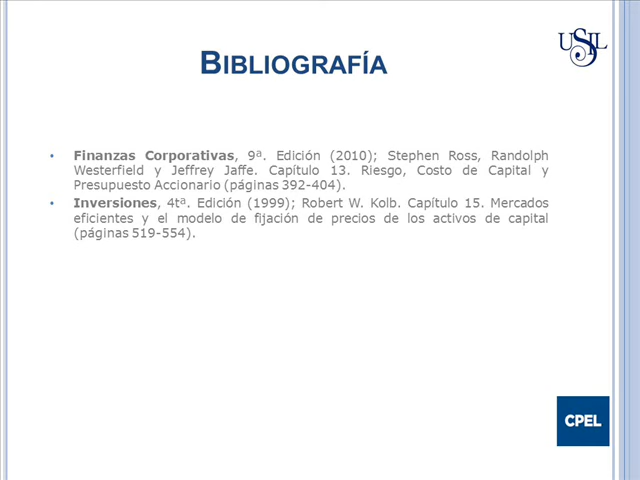 USIL
BIBLIOGRAFÍA
• Finanzas Corporativas, 9ª. Edición (2010); Stephen Ross, Randolph
Westerfield y Jeffrey Jaffe. Capítulo 13. Riesgo, Costo de Capital y
Presupuesto Accionario (páginas 392-404).
• Inversiones, 4tª. Edición (1999); Robert W. Kolb. Capítulo 15. Mercados
eficientes y el modelo de fijación de precios de los activos de capital
(páginas 519-554).
CPEL